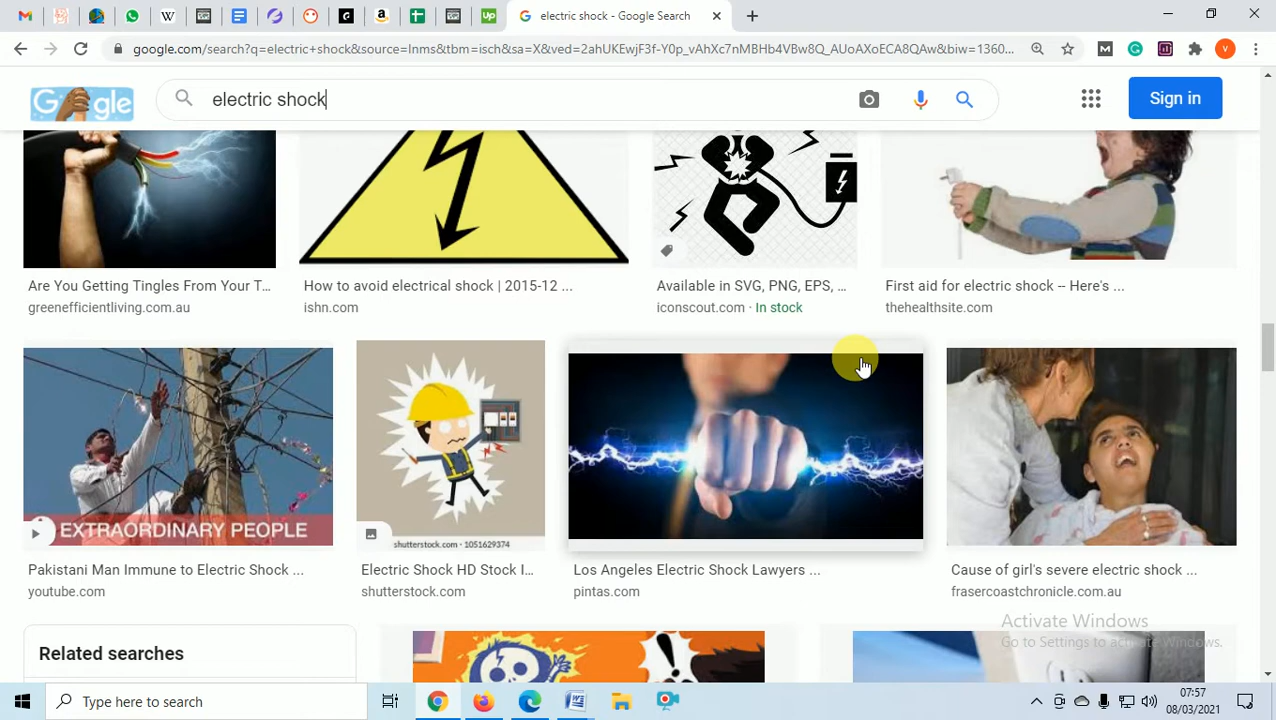 Up
electric shock - Google Search
google.com/search?q=electric+shock&source=lnms&tbm=isch&sa=X&ved=2ahUKEwjF3f-Y0p_vAhXc7nMBHb4VBw8Q_AUoAXoECA8QAw&biw=1360...
M
V
Google
electric shock
Sign in
Are You Getting Tingles From Your T...
greenefficientliving.com.au
How to avoid electrical shock | 2015-12 ...
ishn.com
Available in SVG, PNG, EPS, ...
iconscout.com · In stock
First aid for electric shock -- Here's ...
thehealthsite.com
EXTRAORDINARY PEOPLE
shutterstock.com • 1051629374
Pakistani Man Immune to Electric Shock ...
youtube.com
Electric Shock HD Stock I...
shutterstock.com
Los Angeles Electric Shock Lawyers ...
pintas.com
Cause of girl's severe electric shock ...
frasercoastchronicle.com.au
Activate Windows
Go to Settings to activate Windows.
Related searches
Type here to search
07:57
08/03/2021